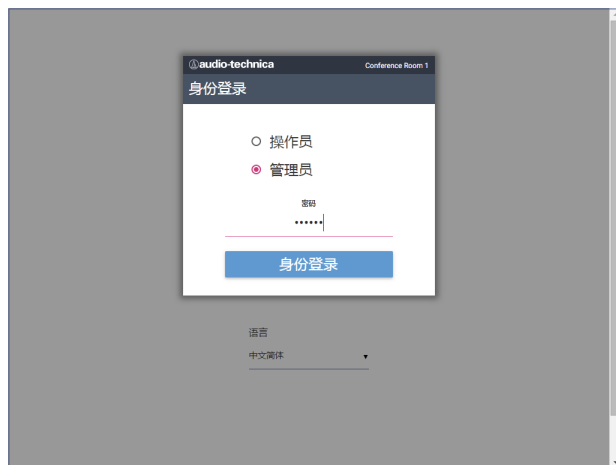 audio-technica
Conference Room 1
身份登录
操作员
管理员
密码
••••••
身份登录
语言
中文简体